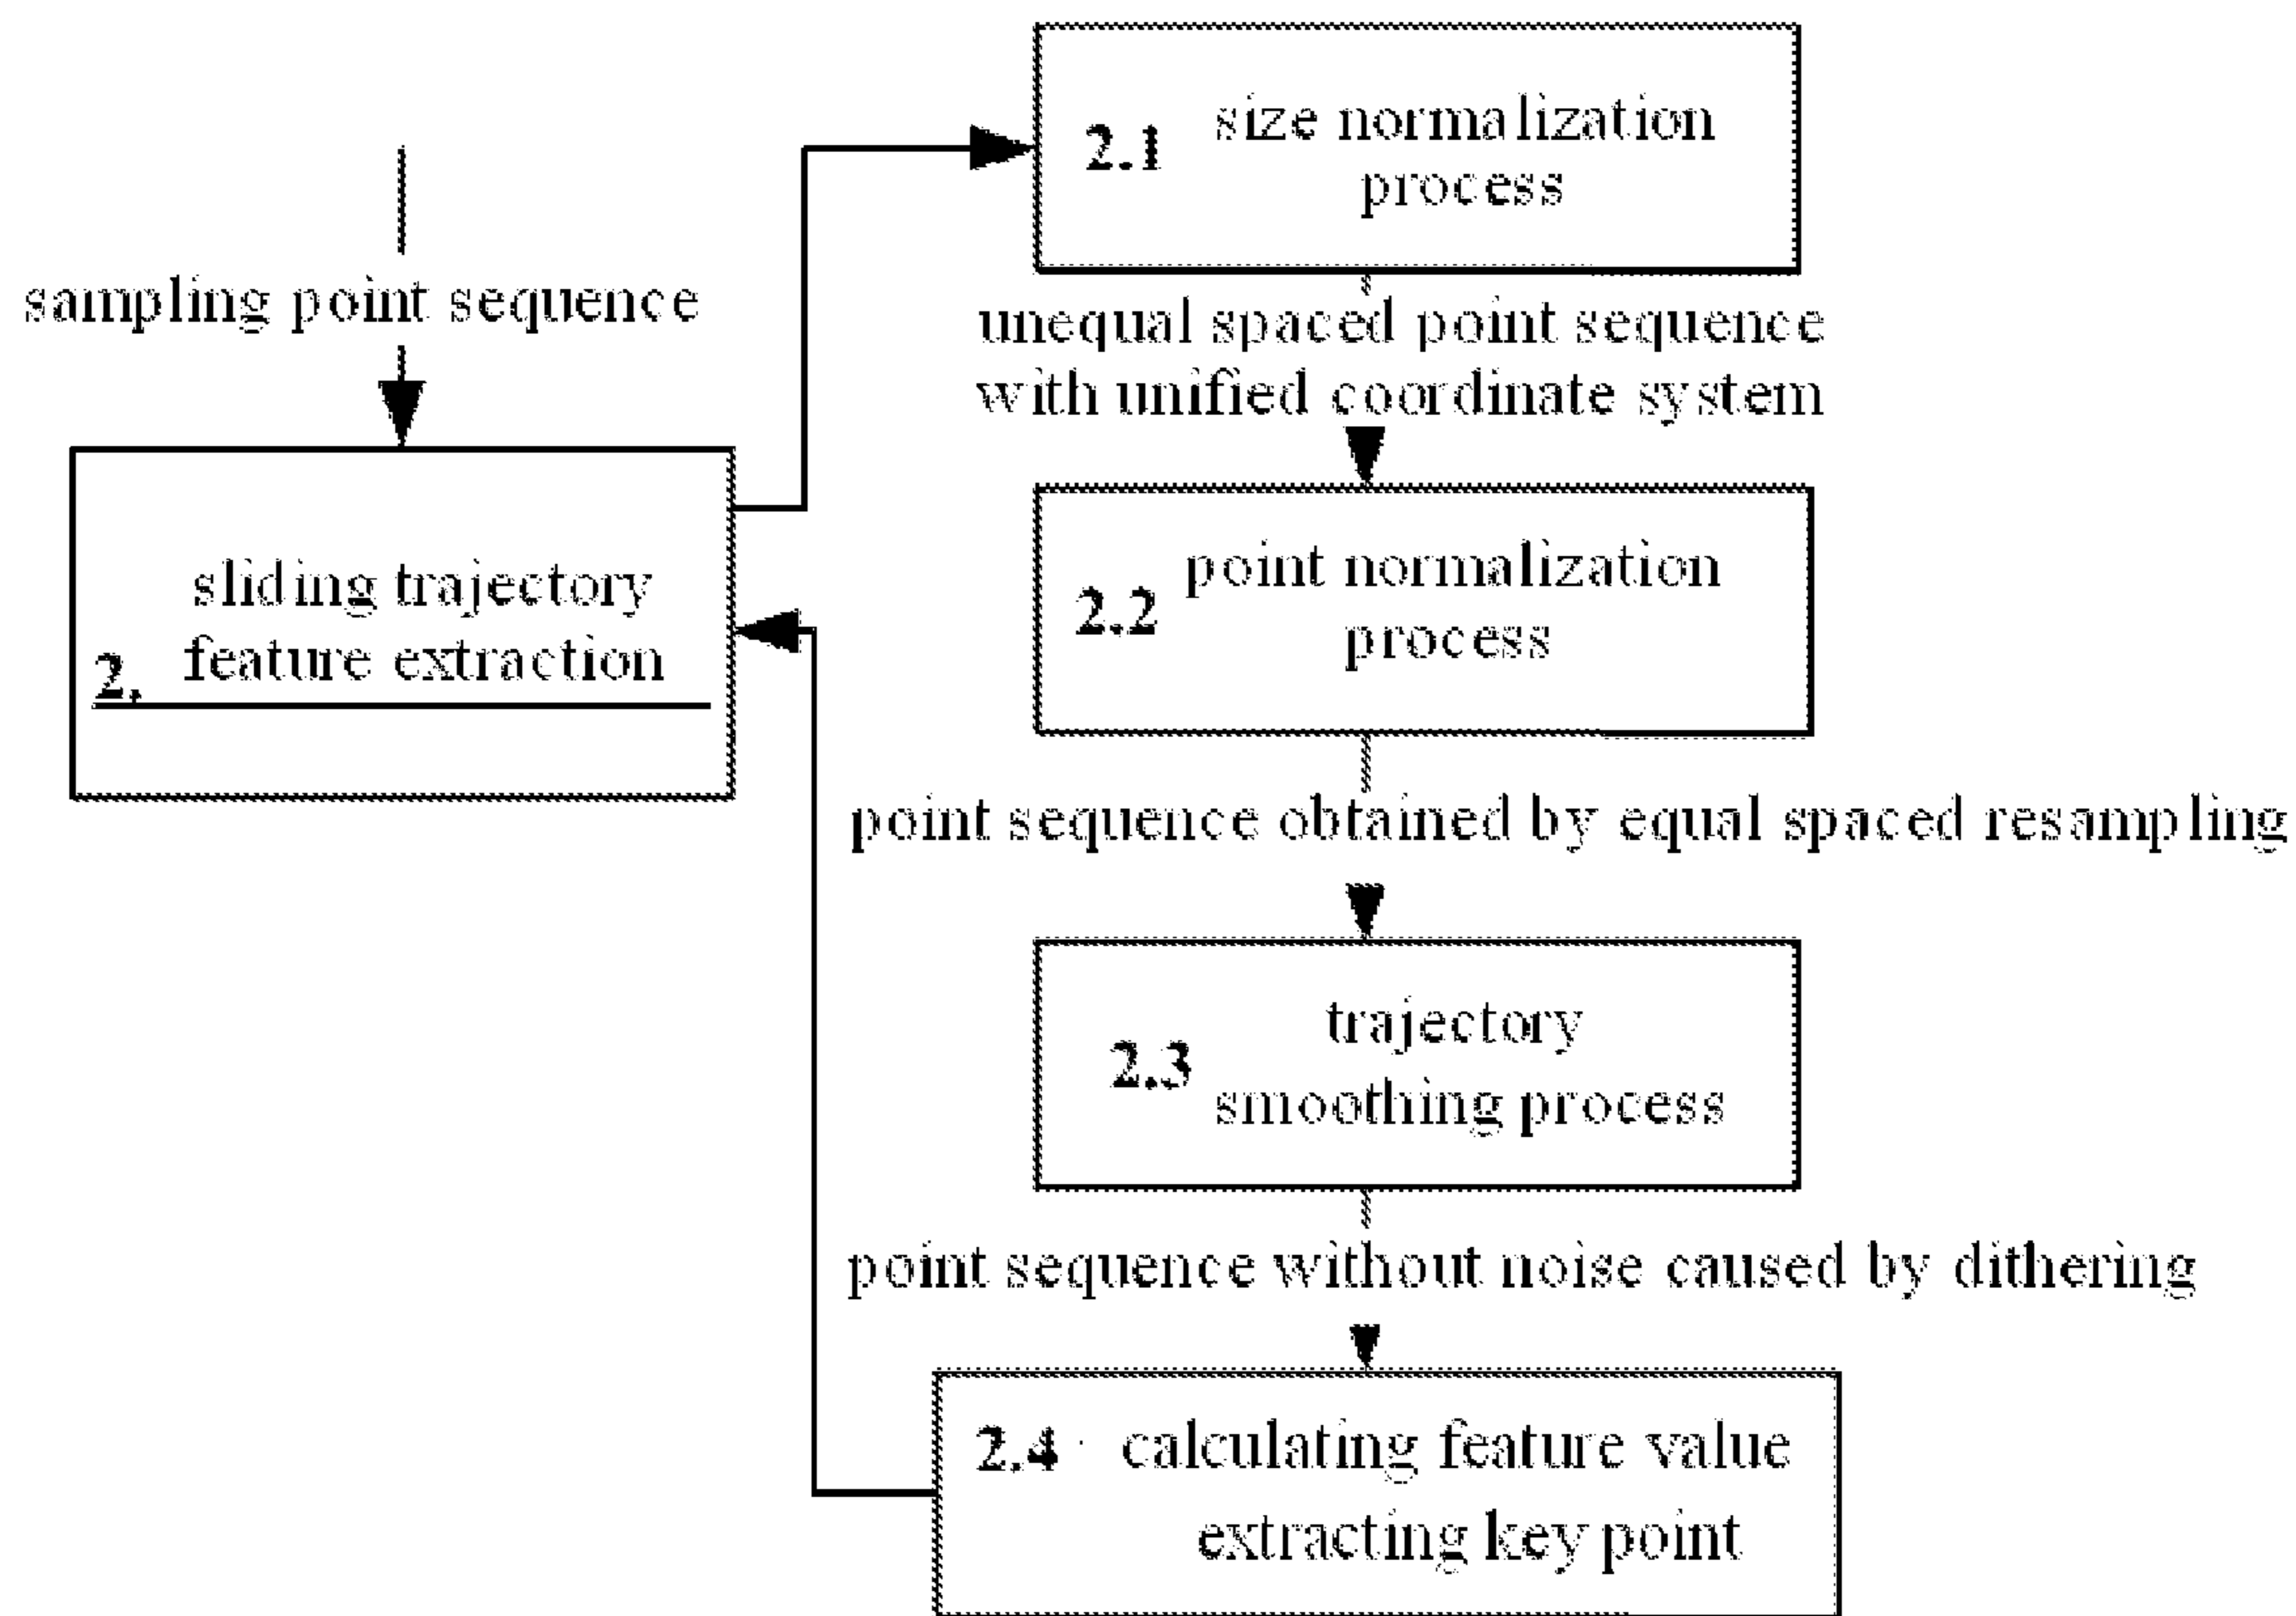 sampling point sequence
2. sliding trajectory
feature extraction
2.1 size normalization
process
unequal spaced point sequence
with unified coordinate system
2.2 point normalization
process
point sequence obtained by equal spaced resampling
2.3 trajectory
smoothing process
point sequence without noise caused by dithering
2.4 calculating feature value
extracting key point